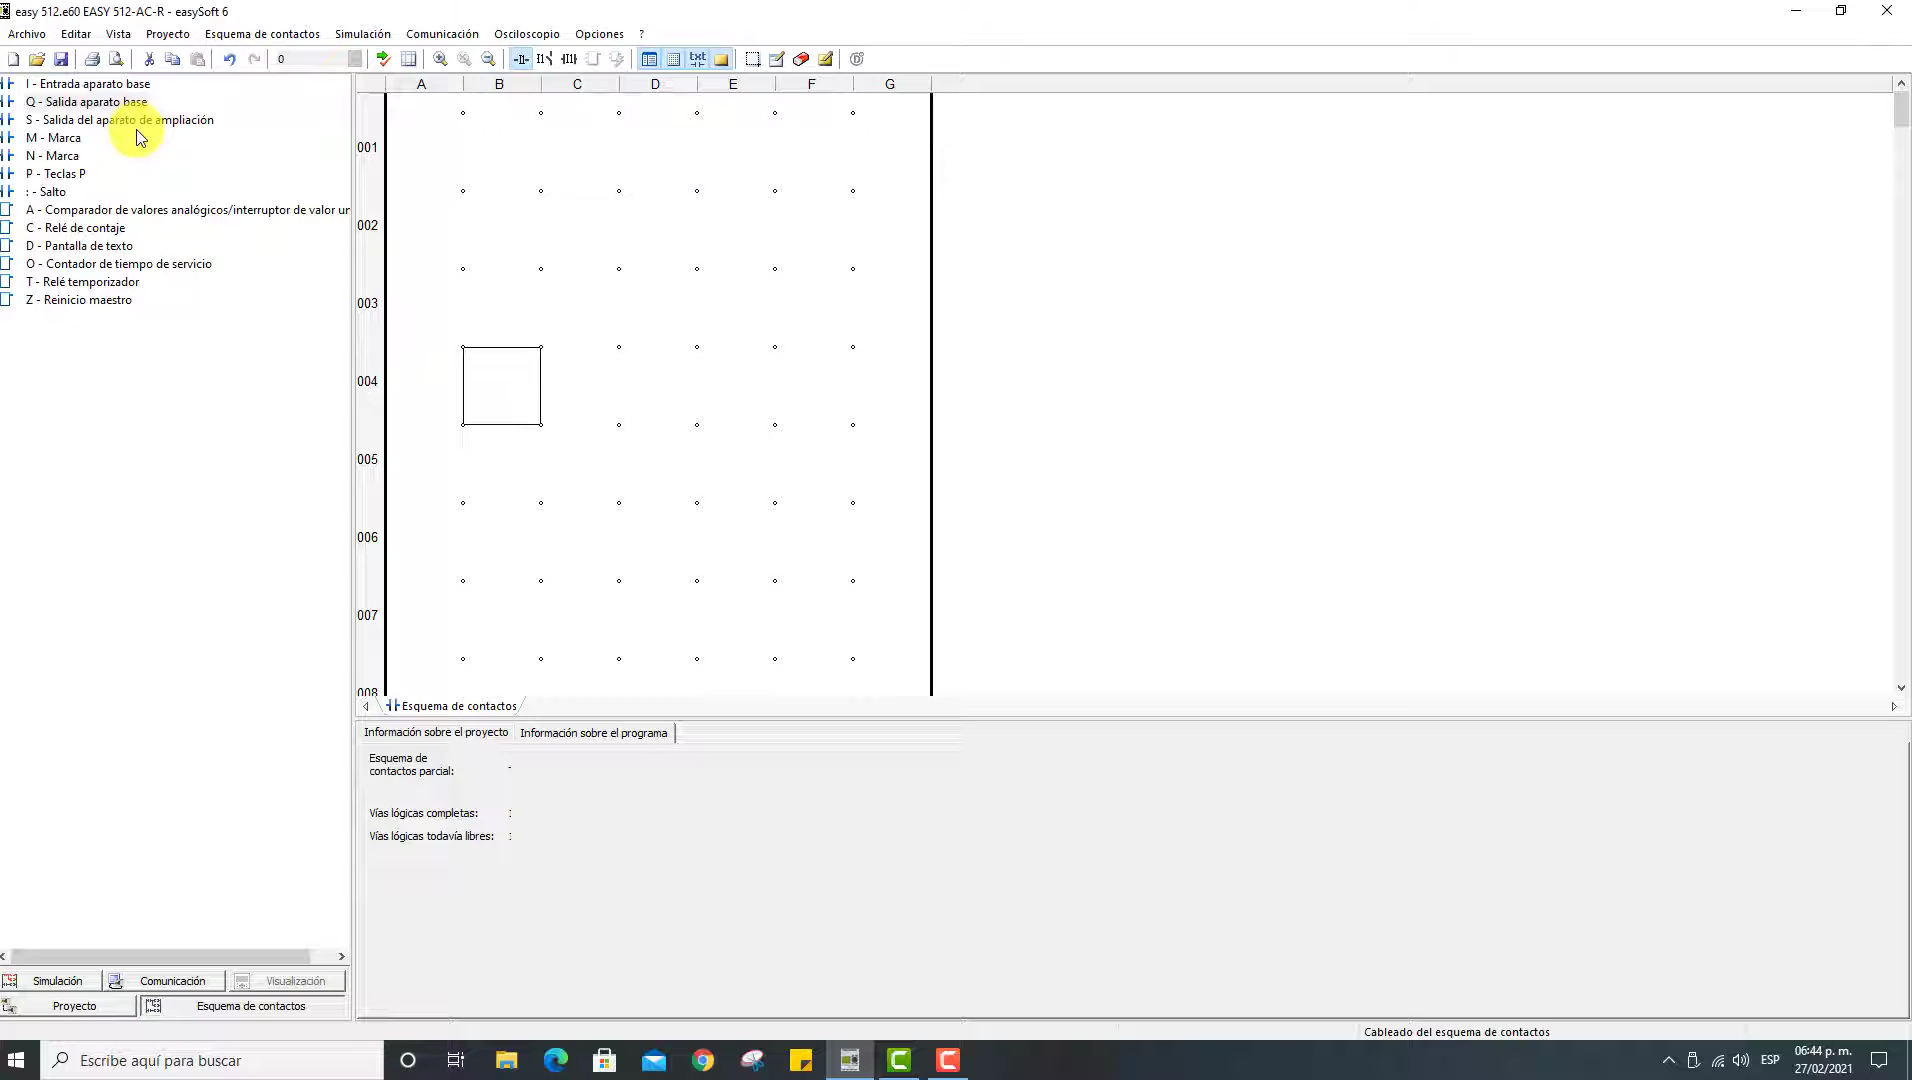 easy 512.e60 EASY 512-AC-R - easySoft 6
Archivo Editar Vista Proyecto Esquema de contactos Simulación Comunicación Osciloscopio Opciones ?
0
I - Entrada aparato base
Q - Salida aparato base
S - Salida del aparato de ampliación
M - Marca
N - Marca
P - Teclas P
: - Salto
A - Comparador de valores analógicos/interruptor de valor
C - Relé de contaje
D - Pantalla de texto
O - Contador de tiempo de servicio
T - Relé temporizador
Z - Reinicio maestro
A B C D E F G
001
002
003
004
005
006
007
008
Esquema de contactos
Información sobre el proyecto Información sobre el programa
Esquema de
contactos parcial: -
Vías lógicas completas:
Vías lógicas todavía libres:
Simulación Comunicación Visualización
Proyecto Esquema de contactos
Cableado del esquema de contactos
Escribe aquí para buscar
ESP
06:44 p. m.
27/02/2021